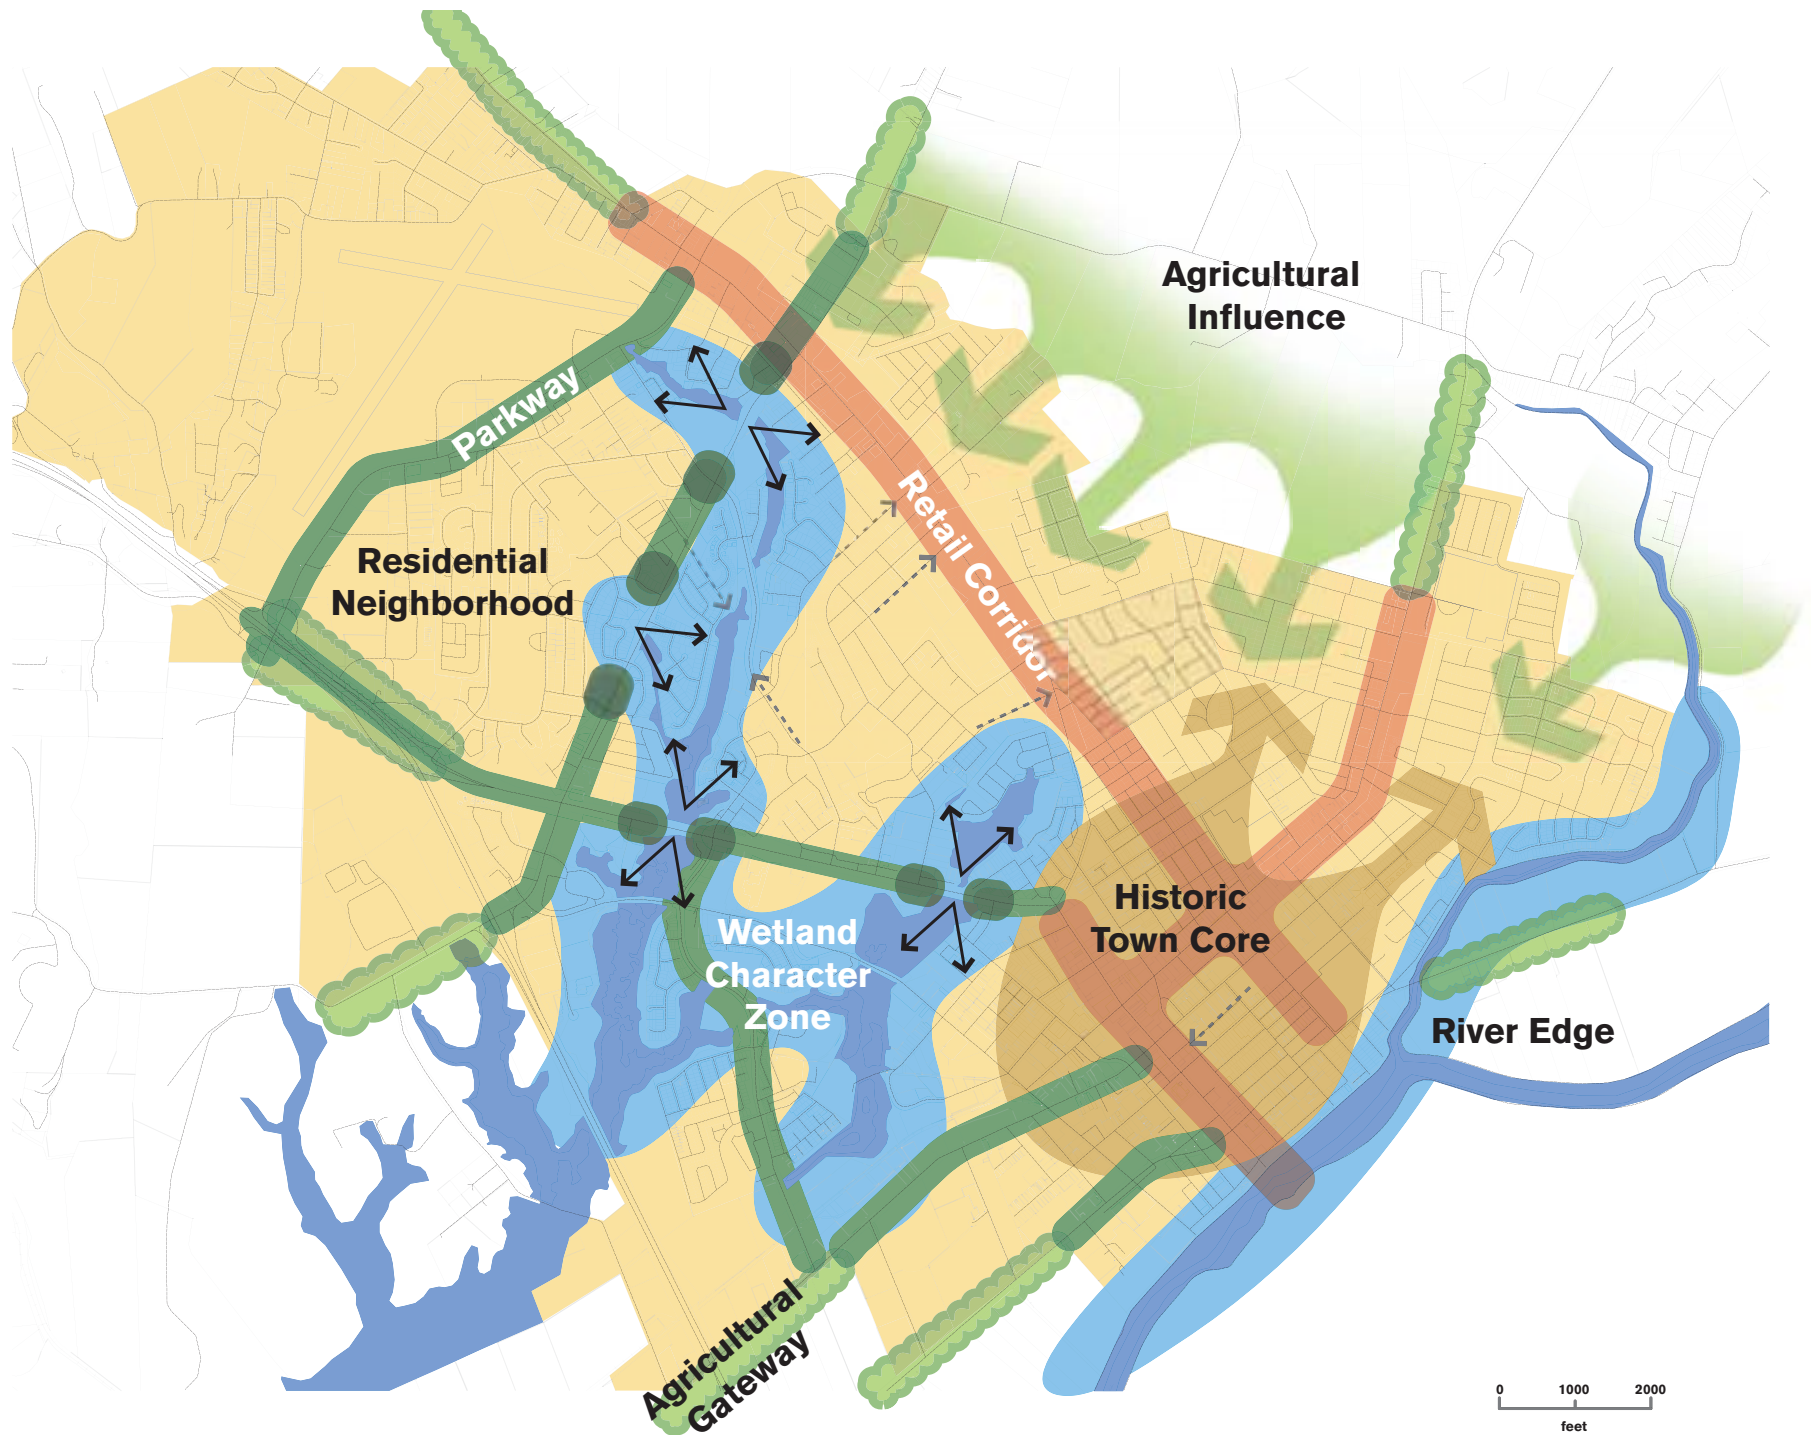 Agricultural
Influence
Parkway
Retail Corridor
Residential
Neighborhood
Historic
Town Core
Wetland
Character
Zone
River Edge
Agricultural
Gateway
0 1000 2000
feet